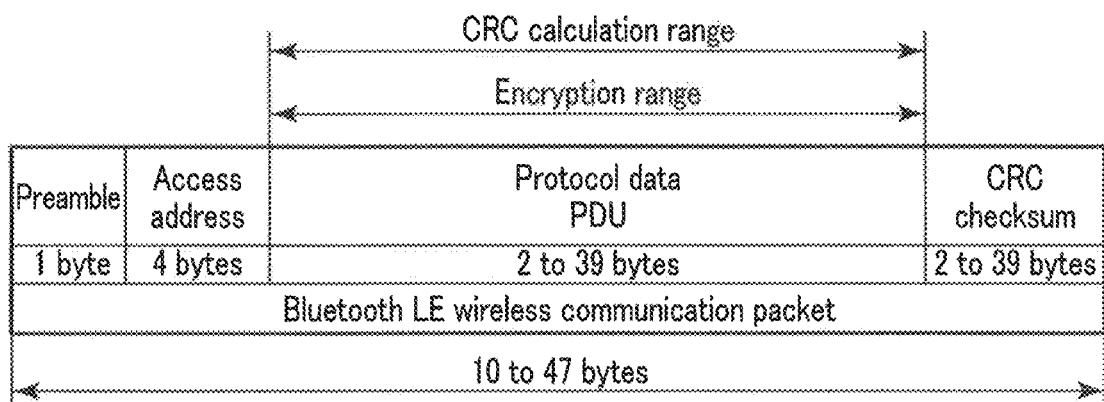 CRC calculation range
Encryption range
Preamble
Access
address
Protocol data
PDU
CRC
checksum
1 byte
4 bytes
2 to 39 bytes
2 to 39 bytes
Bluetooth LE wireless communication packet
10 to 47 bytes